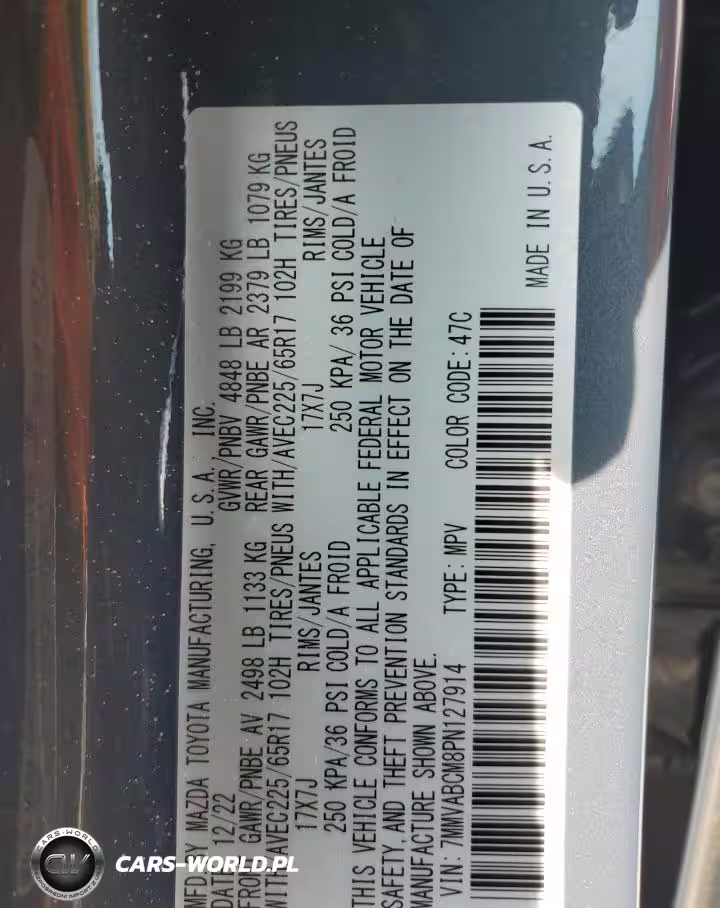 MFD BY MAZDA TOYOTA MANUFACTURING, U.S.A. INC.
DATE 12/22 GVWR/PNBV 4848 LB 2199 KG
FRONT GAWR/PNBE AV 2498 LB 1133 KG REAR GAWR/PNBE AR 2379 LB 1079 KG
WITH/AVEC225/65R17 102H TIRES/PNEUS WITH/AVEC225/65R17 102H TIRES/PNEUS
17X7J RIMS/JANTES 17X7J RIMS/JANTES
250 KPA/36 PSI COLD/A FROID 250 KPA/ 36 PSI COLD/A FROID
THIS VEHICLE CONFORMS TO ALL APPLICABLE FEDERAL MOTOR VEHICLE
SAFETY, AND THEFT PREVENTION STANDARDS IN EFFECT ON THE DATE OF
MANUFACTURE SHOWN ABOVE.
VIN: 7MMVABCM8PN127914 TYPE: MPV COLOR CODE: 47C
MADE IN U.S.A.
CARS-WORLD
CW
CARS-WORLD.PL